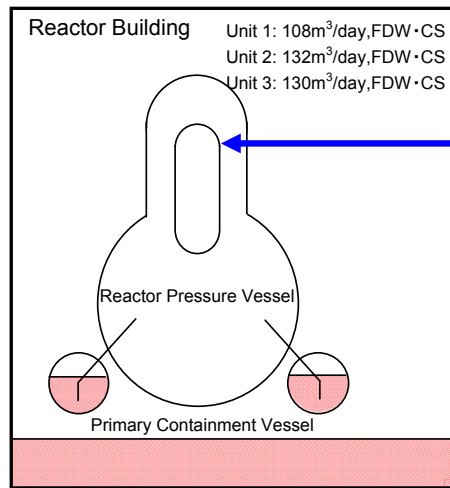 Reactor Building
Unit 1: 108m³/day,FDW・CS
Unit 2: 132m³/day,FDW・CS
Unit 3: 130m³/day,FDW・CS
Reactor Pressure Vessel
Primary Containment Vessel